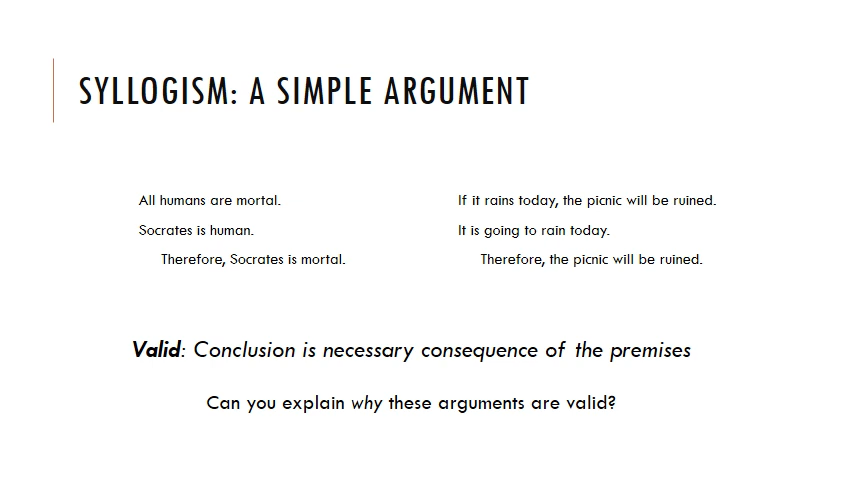 SYLLOGISM: A SIMPLE ARGUMENT
All humans are mortal.
Socrates is human.
Therefore, Socrates is mortal.
If it rains today, the picnic will be ruined.
It is going to rain today.
Therefore, the picnic will be ruined.
Valid: Conclusion is necessary consequence of the premises
Can you explain why these arguments are valid?